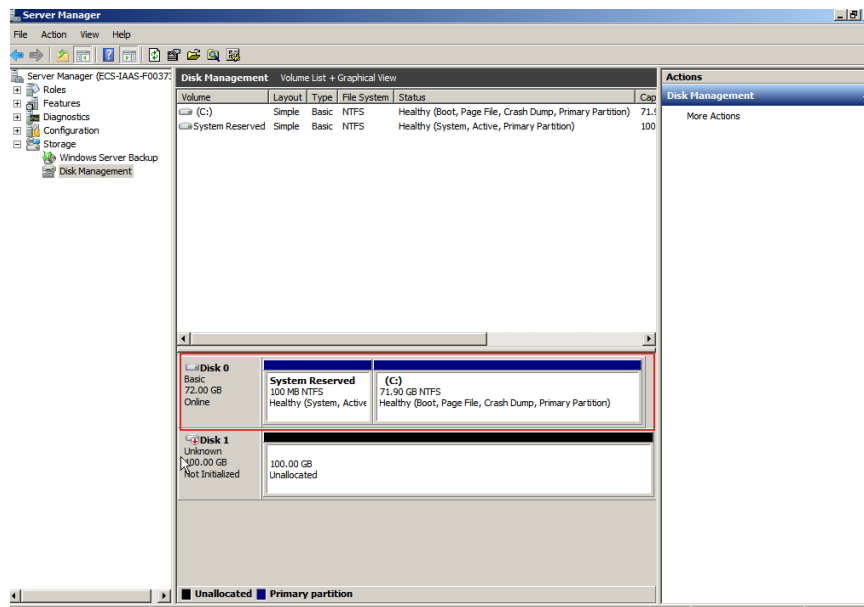 Server Manager
File Action View Help
Server Manager (ECS-IAAS-F0037
Roles
Features
Diagnostics
Configuration
Storage
Windows Server Backup
Disk Management
Disk Management Volume List + Graphical View
Volume Layout Type File System Status Cap
(C:) Simple Basic NTFS Healthy (Boot, Page File, Crash Dump, Primary Partition) 71.9
System Reserved Simple Basic NTFS Healthy (System, Active, Primary Partition) 100
Disk 0
Basic
72.00 GB
Online
System Reserved
100 MB NTFS
Healthy (System, Active
(C:)
71.90 GB NTFS
Healthy (Boot, Page File, Crash Dump, Primary Partition)
Disk 1
Unknown
100.00 GB
Not Initialized
100.00 GB
Unallocated
Unallocated Primary partition
Actions
Disk Management
More Actions